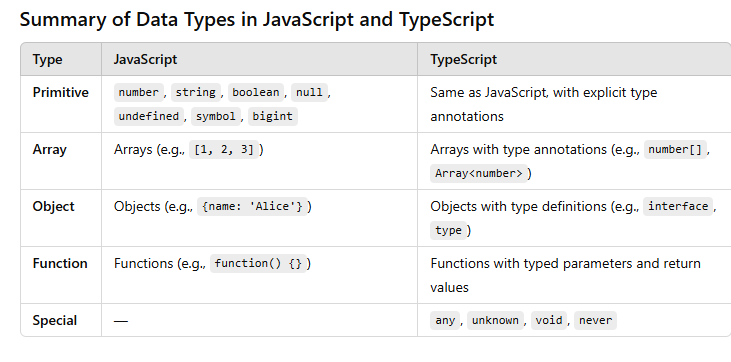 Summary of Data Types in JavaScript and TypeScript
Type JavaScript TypeScript
Primitive number, string, boolean, null, Same as JavaScript, with explicit type
undefined, symbol, bigint annotations
Array Arrays (e.g., [1, 2, 3]) Arrays with type annotations (e.g., number[],
Array<number>)
Object Objects (e.g., {name: 'Alice'}) Objects with type definitions (e.g., interface,
type)
Function Functions (e.g., function() {}) Functions with typed parameters and return
values
Special — any, unknown, void, never